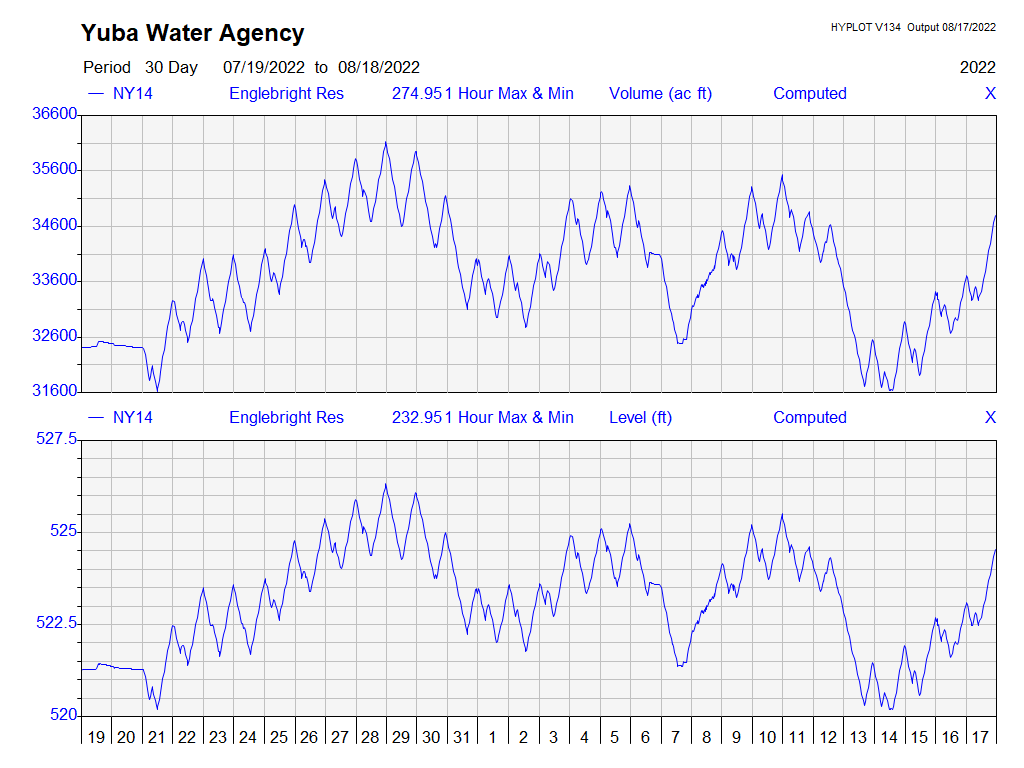 Yuba Water Agency
HYPLOT V134 Output 08/17/2022
Period 30 Day 07/19/2022 to 08/18/2022 2022
NY14 Englebright Res 274.951 Hour Max & Min Volume (ac ft) Computed X
36600
35600
34600
33600
32600
31600
NY14 Englebright Res 232.951 Hour Max & Min Level (ft) Computed X
527.5
525
522.5
520
19 20 21 22 23 24 25 26 27 28 29 30 31 1 2 3 4 5 6 7 8 9 10 11 12 13 14 15 16 17